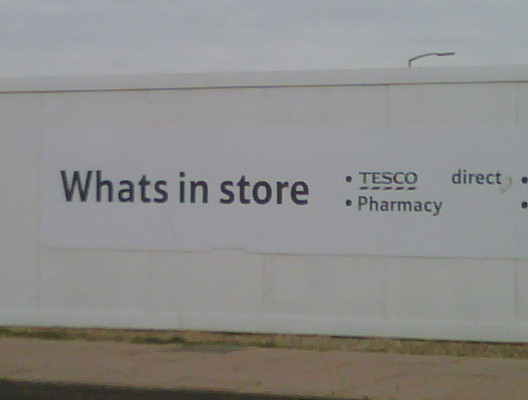 Whats in store
• TESCO direct •
• Pharmacy •